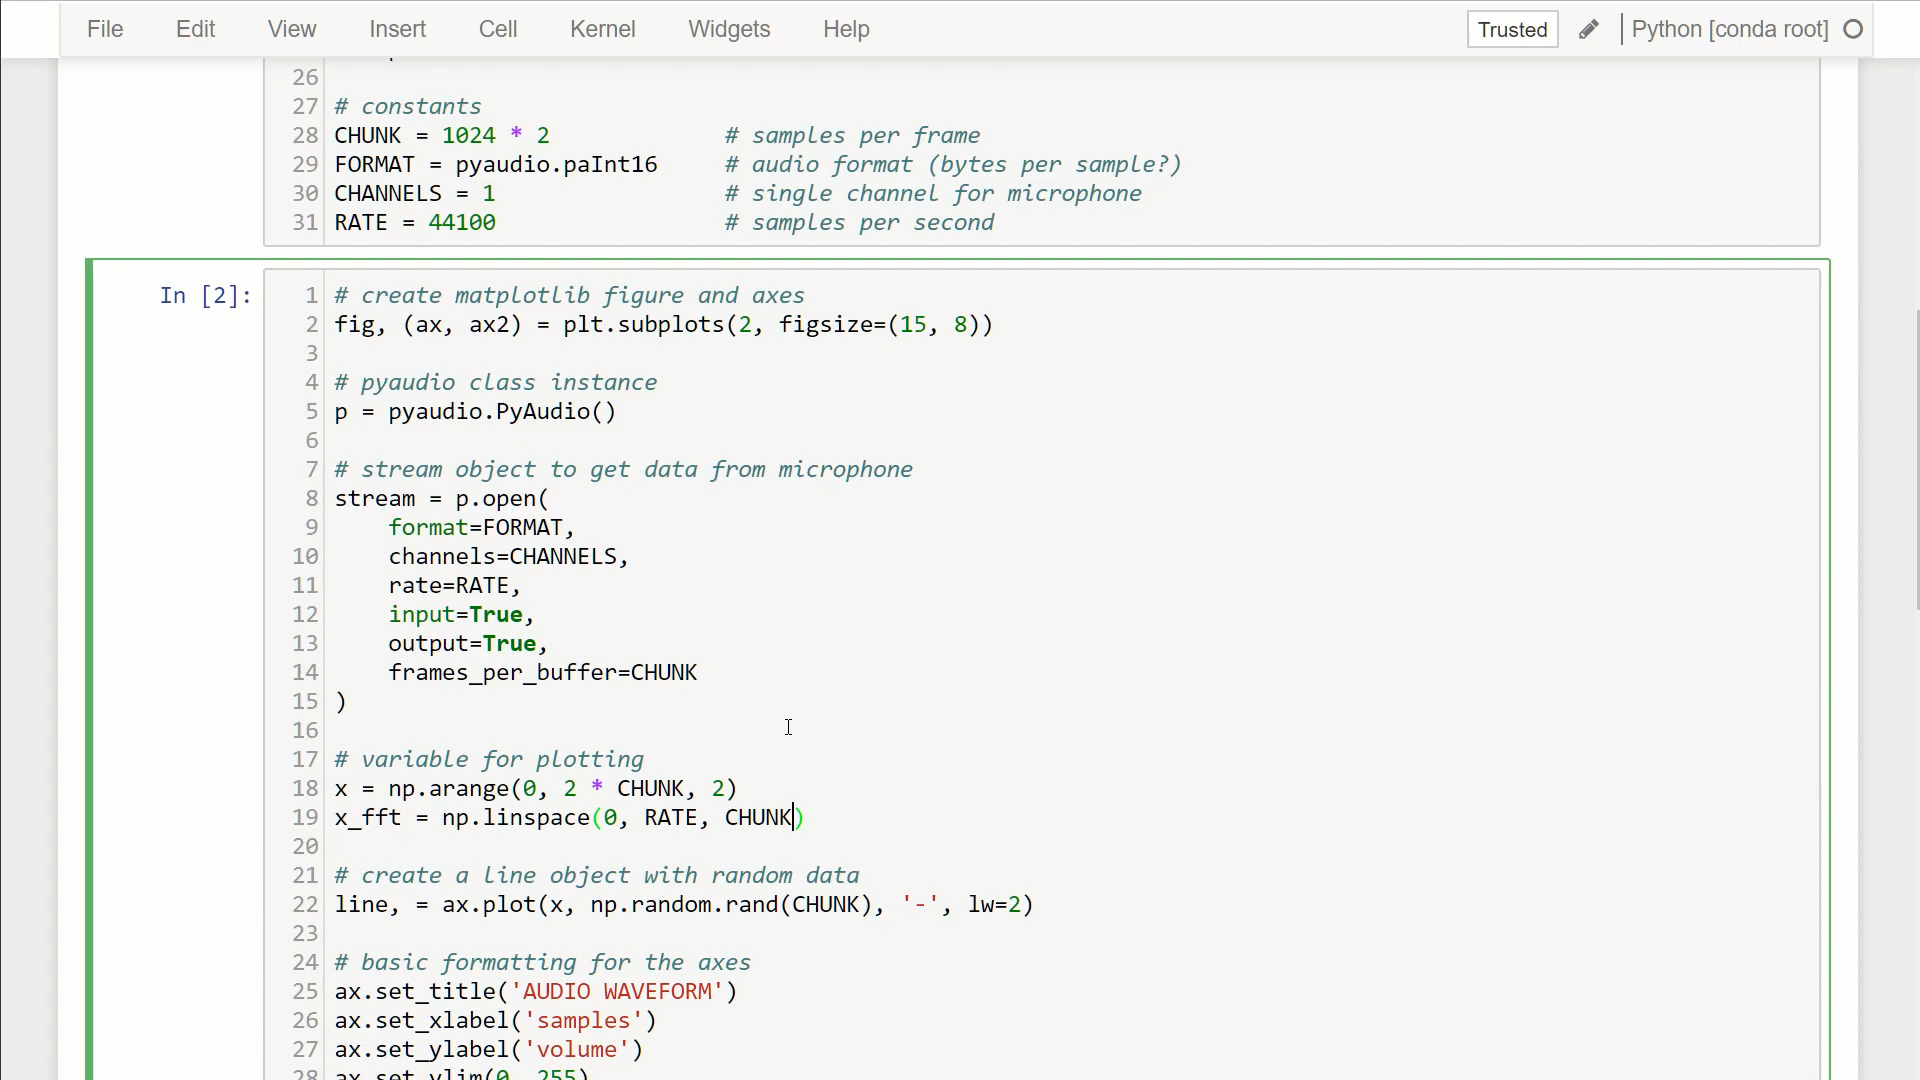 File Edit View Insert Cell Kernel Widgets Help Trusted Python [conda root]
26
27 # constants
28 CHUNK = 1024 * 2 # samples per frame
29 FORMAT = pyaudio.paInt16 # audio format (bytes per sample?)
30 CHANNELS = 1 # single channel for microphone
31 RATE = 44100 # samples per second
In [2]: 1 # create matplotlib figure and axes
2 fig, (ax, ax2) = plt.subplots(2, figsize=(15, 8))
3
4 # pyaudio class instance
5 p = pyaudio.PyAudio()
6
7 # stream object to get data from microphone
8 stream = p.open(
9 format=FORMAT,
10 channels=CHANNELS,
11 rate=RATE,
12 input=True,
13 output=True,
14 frames_per_buffer=CHUNK
15 )
16
17 # variable for plotting
18 x = np.arange(0, 2 * CHUNK, 2)
19 x_fft = np.linspace(0, RATE, CHUNK)
20
21 # create a line object with random data
22 line, = ax.plot(x, np.random.rand(CHUNK), '-', lw=2)
23
24 # basic formatting for the axes
25 ax.set_title('AUDIO WAVEFORM')
26 ax.set_xlabel('samples')
27 ax.set_ylabel('volume')
28 ax.set_ylim(0, 255)